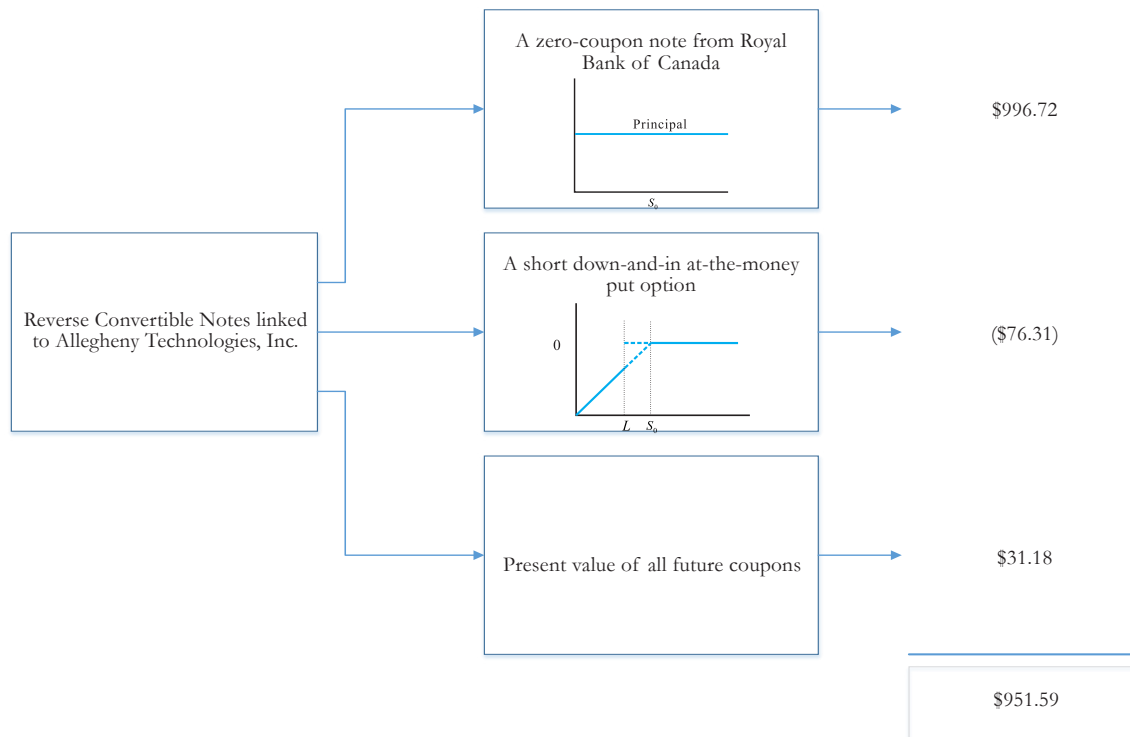 A zero-coupon note from Royal
Bank of Canada
Principal
S₀
$996.72
Reverse Convertible Notes linked
to Allegheny Technologies, Inc.
A short down-and-in at-the-money
put option
0
L S₀
($76.31)
Present value of all future coupons
$31.18
$951.59